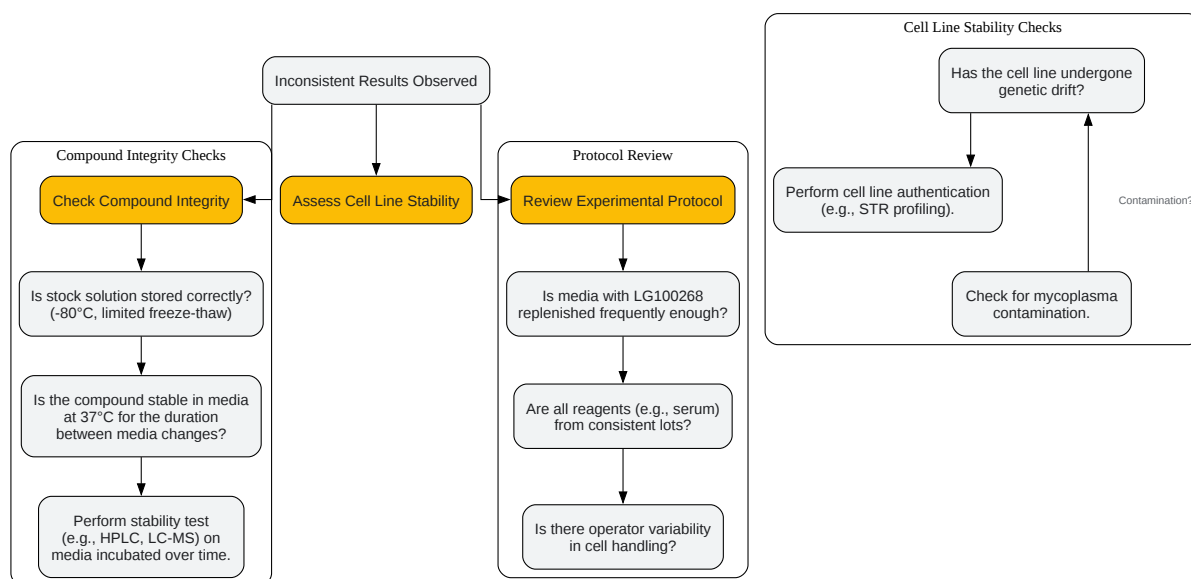 Inconsistent Results Observed
Compound Integrity Checks
Check Compound Integrity
Is stock solution stored correctly?
(-80°C, limited freeze-thaw)
Is the compound stable in media
at 37°C for the duration
between media changes?
Perform stability test
(e.g., HPLC, LC-MS) on
media incubated over time.
Assess Cell Line Stability
Protocol Review
Review Experimental Protocol
Is media with LG100268
replenished frequently enough?
Are all reagents (e.g., serum)
from consistent lots?
Is there operator variability
in cell handling?
Cell Line Stability Checks
Has the cell line undergone
genetic drift?
Perform cell line authentication
(e.g., STR profiling).
Contamination?
Check for mycoplasma
contamination.